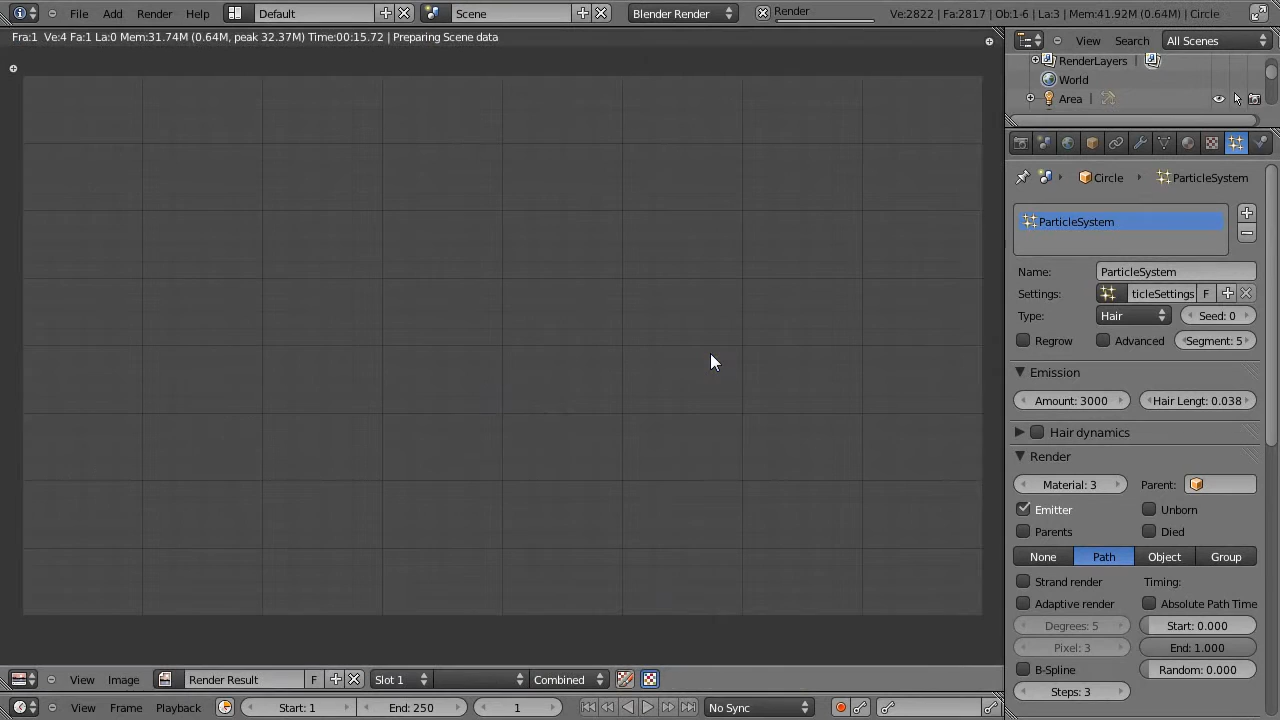 File Add Render Help Default Scene Blender Render Render Ve:2822 | Fa:2817 | Ob:1-6 | La:3 | Mem:41.92M (0.64M) | Circle
Fra:1 Ve:4 Fa:1 La:0 Mem:31.74M (0.64M, peak 32.37M) Time:00:15.72 | Preparing Scene data
View Search All Scenes
RenderLayers |
World
Area |
Circle ParticleSystem
ParticleSystem
Name: ParticleSystem
Settings: ticleSettings F
Type: Hair Seed: 0
Regrow Advanced Segment: 5
Emission
Amount: 3000 Hair Lengt: 0.038
Hair dynamics
Render
Material: 3 Parent:
Emitter Unborn
Parents Died
None Path Object Group
Strand render Timing:
Adaptive render Absolute Path Time
Degrees: 5 Start: 0.000
Pixel: 3 End: 1.000
B-Spline Random: 0.000
Steps: 3
View Image Render Result F Slot 1 Combined
View Frame Playback Start: 1 End: 250 1 No Sync